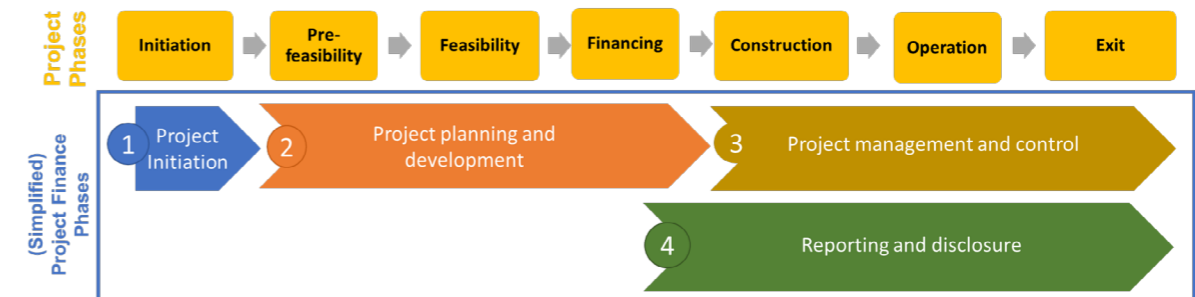 Project
Phases
Initiation
Pre-
feasibility
Feasibility
Financing
Construction
Operation
Exit
(Simplified)
Project Finance
Phases
1
Project
Initiation
2
Project planning and
development
3
Project management and control
4
Reporting and disclosure